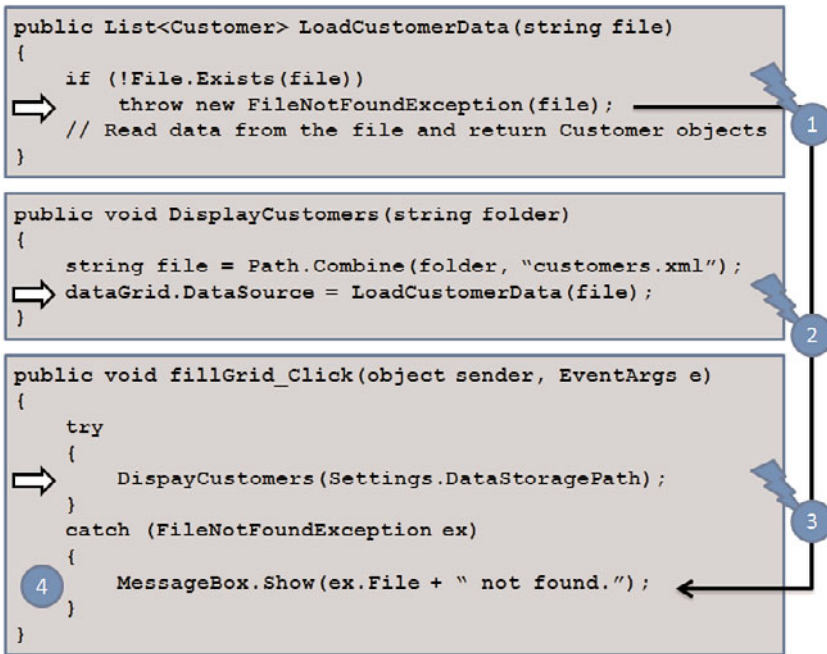 public List<Customer> LoadCustomerData(string file)
{
if (!File.Exists(file))
throw new FileNotFoundException(file);
// Read data from the file and return Customer objects
}
1
public void DisplayCustomers(string folder)
{
string file = Path.Combine(folder, “customers.xml”);
dataGrid.DataSource = LoadCustomerData(file);
}
2
public void fillGrid_Click(object sender, EventArgs e)
{
try
{
DispayCustomers(Settings.DataStoragePath);
}
3
catch (FileNotFoundException ex)
{
4
MessageBox.Show(ex.File + “ not found.”);
}
}